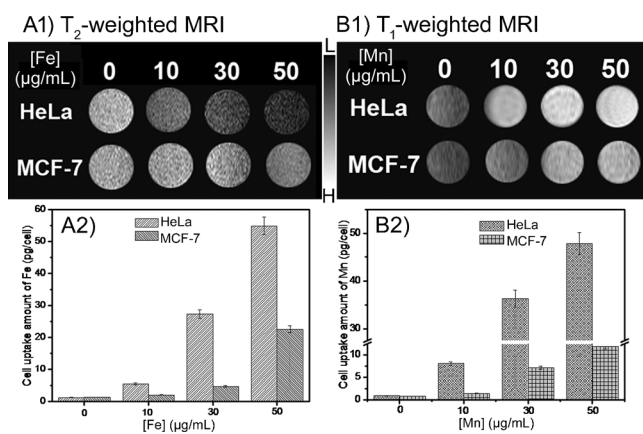 A1) T₂-weighted MRI
[Fe] (µg/mL)
0 10 30 50
HeLa
MCF-7
L
H
B1) T₁-weighted MRI
[Mn] (µg/mL)
0 10 30 50
HeLa
MCF-7
A2)
HeLa
MCF-7
Cell uptake amount of Fe (pg/cell)
60
50
40
30
20
10
0
0 10 30 50
[Fe] (µg/mL)
B2)
HeLa
MCF-7
Cell uptake amount of Mn (pg/cell)
50
40
30
10
5
0
0 10 30 50
[Mn] (µg/mL)